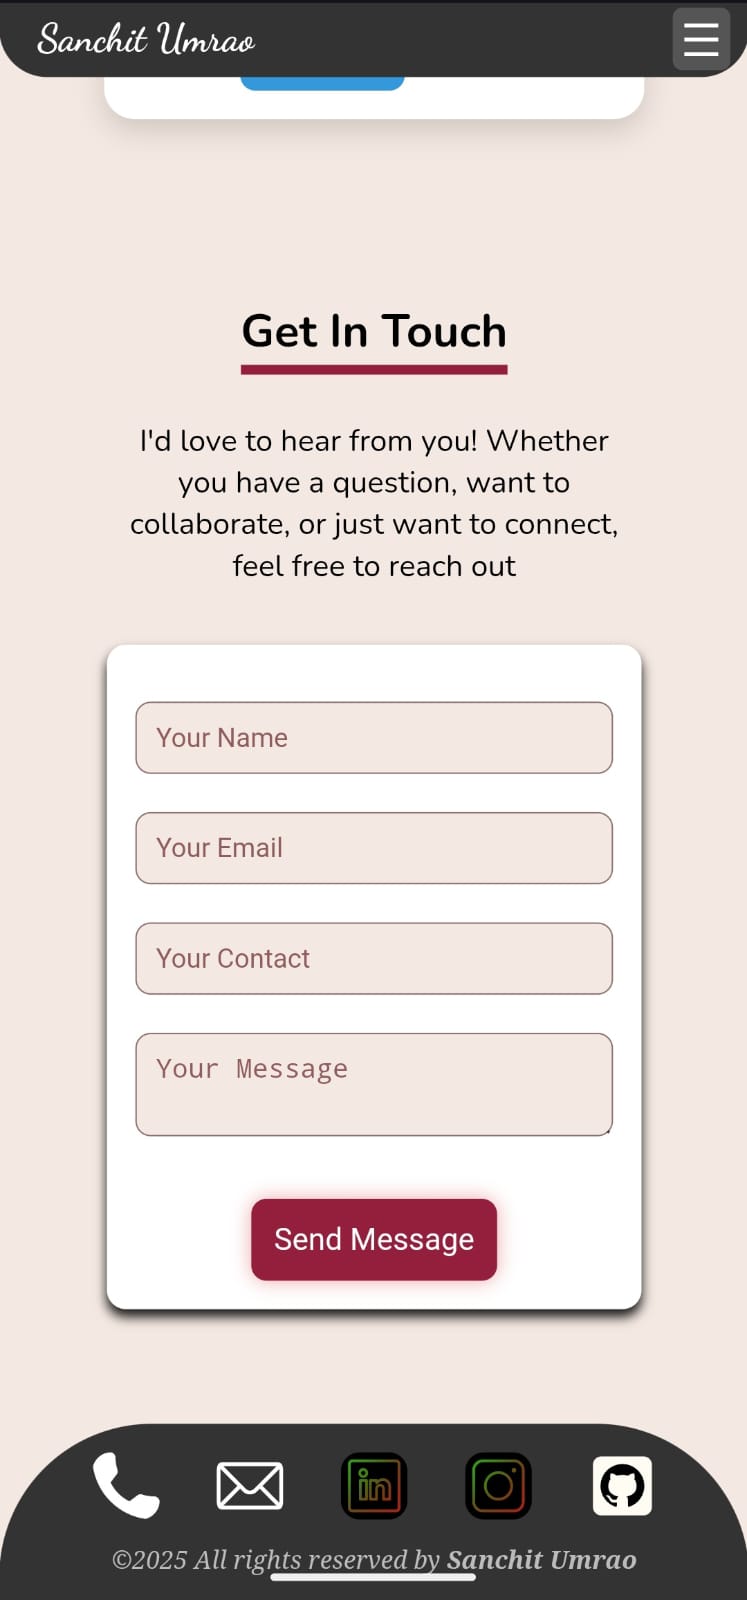 Sanchit Umrao
Get In Touch
I'd love to hear from you! Whether
you have a question, want to
collaborate, or just want to connect,
feel free to reach out
Your Name
Your Email
Your Contact
Your Message
Send Message
in
©2025 All rights reserved by Sanchit Umrao